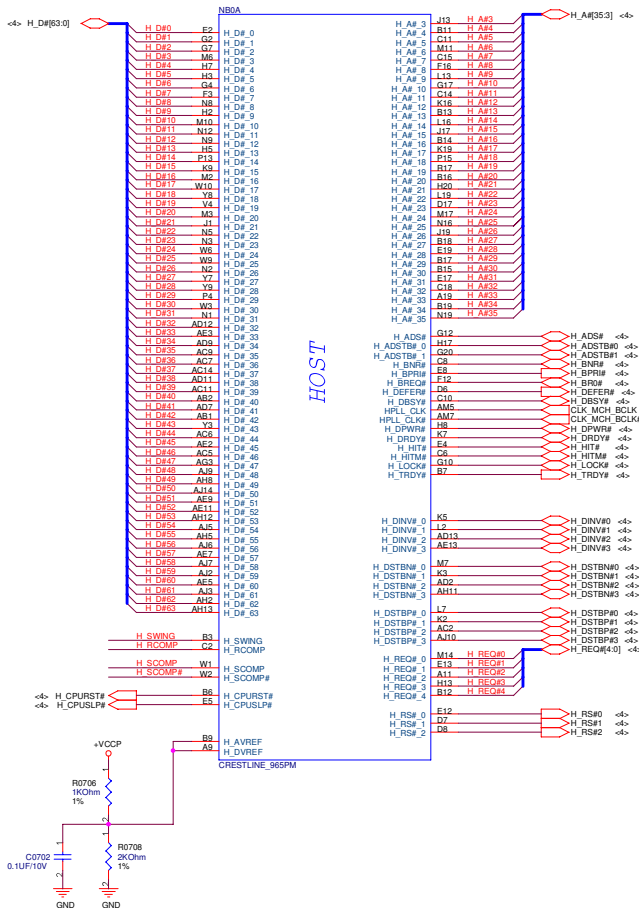 NB0A
<4> H_D#[63:0]
H_D#0 E2 H_D#_0
H_D#1 G2 H_D#_1
H_D#2 G7 H_D#_2
H_D#3 M6 H_D#_3
H_D#4 H7 H_D#_4
H_D#5 H3 H_D#_5
H_D#6 G4 H_D#_6
H_D#7 F3 H_D#_7
H_D#8 N8 H_D#_8
H_D#9 H2 H_D#_9
H_D#10 M10 H_D#_10
H_D#11 N12 H_D#_11
H_D#12 N9 H_D#_12
H_D#13 H5 H_D#_13
H_D#14 P13 H_D#_14
H_D#15 K9 H_D#_15
H_D#16 M2 H_D#_16
H_D#17 W10 H_D#_17
H_D#18 Y8 H_D#_18
H_D#19 V4 H_D#_19
H_D#20 M3 H_D#_20
H_D#21 J1 H_D#_21
H_D#22 N5 H_D#_22
H_D#23 N3 H_D#_23
H_D#24 W6 H_D#_24
H_D#25 W9 H_D#_25
H_D#26 N2 H_D#_26
H_D#27 Y7 H_D#_27
H_D#28 Y9 H_D#_28
H_D#29 P4 H_D#_29
H_D#30 W3 H_D#_30
H_D#31 N1 H_D#_31
H_D#32 AD12 H_D#_32
H_D#33 AE3 H_D#_33
H_D#34 AD9 H_D#_34
H_D#35 AC9 H_D#_35
H_D#36 AC7 H_D#_36
H_D#37 AC14 H_D#_37
H_D#38 AD11 H_D#_38
H_D#39 AC11 H_D#_39
H_D#40 AB2 H_D#_40
H_D#41 AD7 H_D#_41
H_D#42 AB1 H_D#_42
H_D#43 Y3 H_D#_43
H_D#44 AC6 H_D#_44
H_D#45 AE2 H_D#_45
H_D#46 AC5 H_D#_46
H_D#47 AG3 H_D#_47
H_D#48 AJ9 H_D#_48
H_D#49 AH8 H_D#_49
H_D#50 AJ14 H_D#_50
H_D#51 AE9 H_D#_51
H_D#52 AE11 H_D#_52
H_D#53 AH12 H_D#_53
H_D#54 AJ5 H_D#_54
H_D#55 AH5 H_D#_55
H_D#56 AJ6 H_D#_56
H_D#57 AE7 H_D#_57
H_D#58 AJ7 H_D#_58
H_D#59 AJ2 H_D#_59
H_D#60 AE5 H_D#_60
H_D#61 AJ3 H_D#_61
H_D#62 AH2 H_D#_62
H_D#63 AH13 H_D#_63
H_SWING B3 H_SWING
H_RCOMP C2 H_RCOMP
H_SCOMP W1 H_SCOMP
H_SCOMP# W2 H_SCOMP#
<4> H_CPURST# B6 H_CPURST#
<4> H_CPUSLP# E5 H_CPUSLP#
B9 H_AVREF
A9 H_DVREF
HOST
H_A#[35:3] <4>
H_A#_3 J13 H_A#3
H_A#_4 B11 H_A#4
H_A#_5 C11 H_A#5
H_A#_6 M11 H_A#6
H_A#_7 C15 H_A#7
H_A#_8 F16 H_A#8
H_A#_9 L13 H_A#9
H_A#_10 G17 H_A#10
H_A#_11 C14 H_A#11
H_A#_12 K16 H_A#12
H_A#_13 B13 H_A#13
H_A#_14 L16 H_A#14
H_A#_15 J17 H_A#15
H_A#_16 B14 H_A#16
H_A#_17 K19 H_A#17
H_A#_18 P15 H_A#18
H_A#_19 R17 H_A#19
H_A#_20 B16 H_A#20
H_A#_21 H20 H_A#21
H_A#_22 L19 H_A#22
H_A#_23 D17 H_A#23
H_A#_24 M17 H_A#24
H_A#_25 N16 H_A#25
H_A#_26 J19 H_A#26
H_A#_27 B18 H_A#27
H_A#_28 E19 H_A#28
H_A#_29 B17 H_A#29
H_A#_30 B15 H_A#30
H_A#_31 E17 H_A#31
H_A#_32 C18 H_A#32
H_A#_33 A19 H_A#33
H_A#_34 B19 H_A#34
H_A#_35 N19 H_A#35
H_ADS# G12 H_ADS# <4>
H_ADSTB#_0 H17 H_ADSTB#0 <4>
H_ADSTB#_1 G20 H_ADSTB#1 <4>
H_BNR# C8 H_BNR# <4>
H_BPRI# E8 H_BPRI# <4>
H_BREQ# F12 H_BR0# <4>
H_DEFER# D6 H_DEFER# <4>
H_DBSY# C10 H_DBSY# <4>
HPLL_CLK AM5 CLK_MCH_BCLK
HPLL_CLK# AM7 CLK_MCH_BCLK#
H_DPWR# H8 H_DPWR# <4>
H_DRDY# K7 H_DRDY# <4>
H_HIT# E4 H_HIT# <4>
H_HITM# C6 H_HITM# <4>
H_LOCK# G10 H_LOCK# <4>
H_TRDY# B7 H_TRDY# <4>
H_DINV#_0 K5 H_DINV#0 <4>
H_DINV#_1 L2 H_DINV#1 <4>
H_DINV#_2 AD13 H_DINV#2 <4>
H_DINV#_3 AE13 H_DINV#3 <4>
H_DSTBN#_0 M7 H_DSTBN#0 <4>
H_DSTBN#_1 K3 H_DSTBN#1 <4>
H_DSTBN#_2 AD2 H_DSTBN#2 <4>
H_DSTBN#_3 AH11 H_DSTBN#3 <4>
H_DSTBP#_0 L7 H_DSTBP#0 <4>
H_DSTBP#_1 K2 H_DSTBP#1 <4>
H_DSTBP#_2 AC2 H_DSTBP#2 <4>
H_DSTBP#_3 AJ10 H_DSTBP#3 <4>
H_REQ#[4:0] <4>
H_REQ#_0 M14 H_REQ#0
H_REQ#_1 E13 H_REQ#1
H_REQ#_2 A11 H_REQ#2
H_REQ#_3 H13 H_REQ#3
H_REQ#_4 B12 H_REQ#4
H_RS#_0 E12 H_RS#0 <4>
H_RS#_1 D7 H_RS#1 <4>
H_RS#_2 D8 H_RS#2 <4>
CRESTLINE_965PM
+VCCP
1
R0706
1KOhm
1%
2
1
R0708
2KOhm
1%
2
1
C0702
0.1UF/10V
2
GND
GND